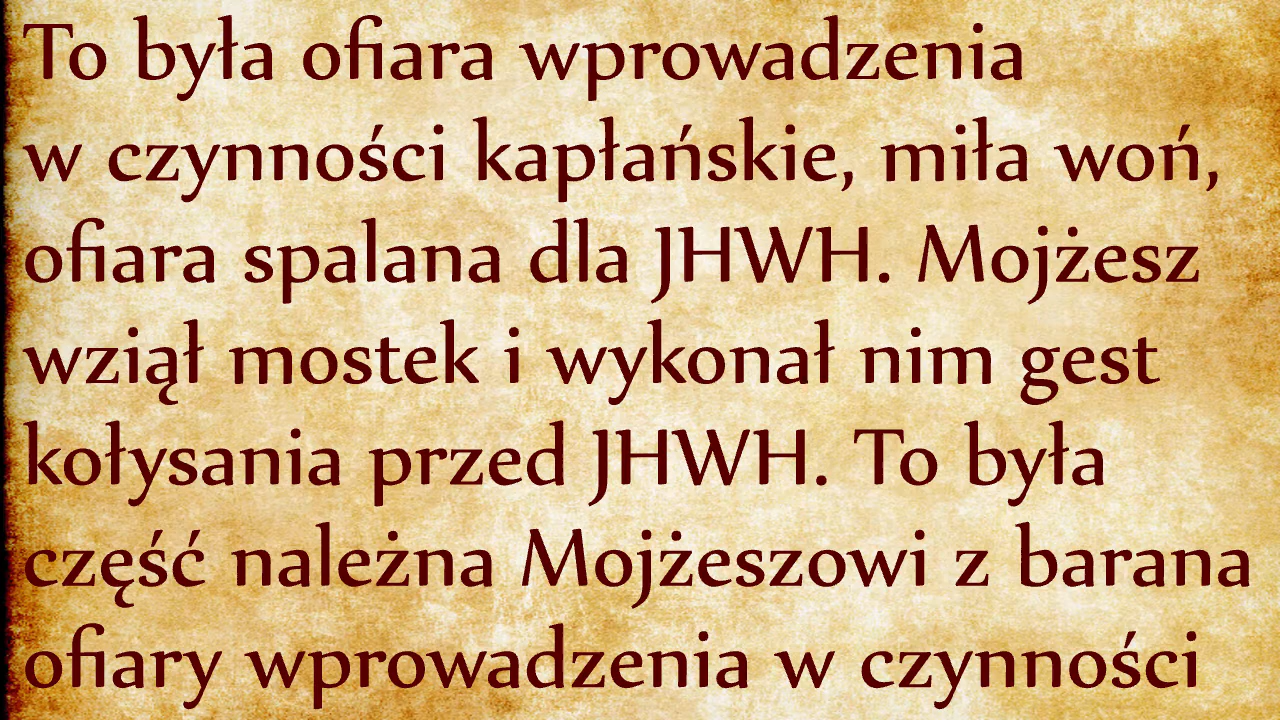 To była ofiara wprowadzenia
w czynności kapłańskie, miła woń,
ofiara spalana dla JHWH. Mojżesz
wziął mostek i wykonał nim gest
kołysania przed JHWH. To była
część należna Mojżeszowi z barana
ofiary wprowadzenia w czynności